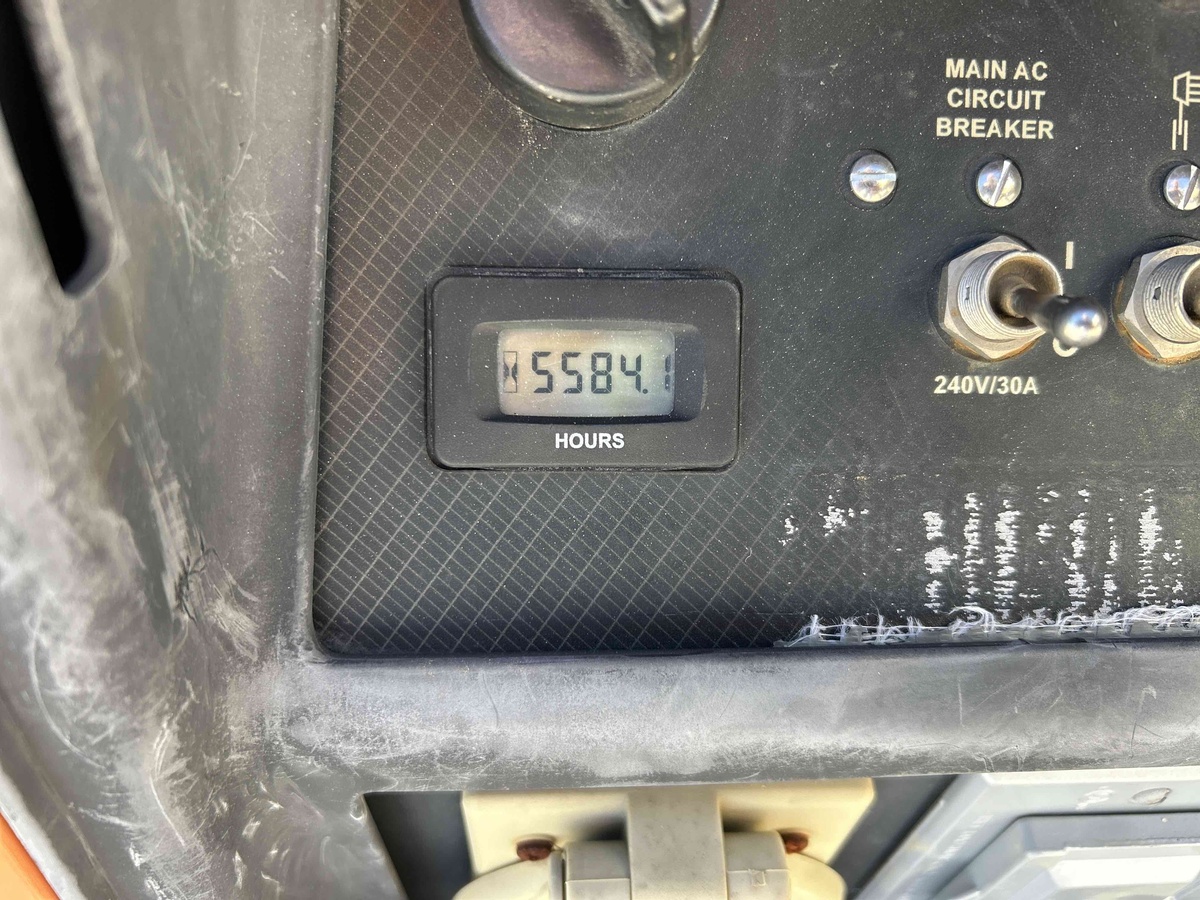 MAIN AC
CIRCUIT
BREAKER
I
5584.1
O
HOURS
240V/30A